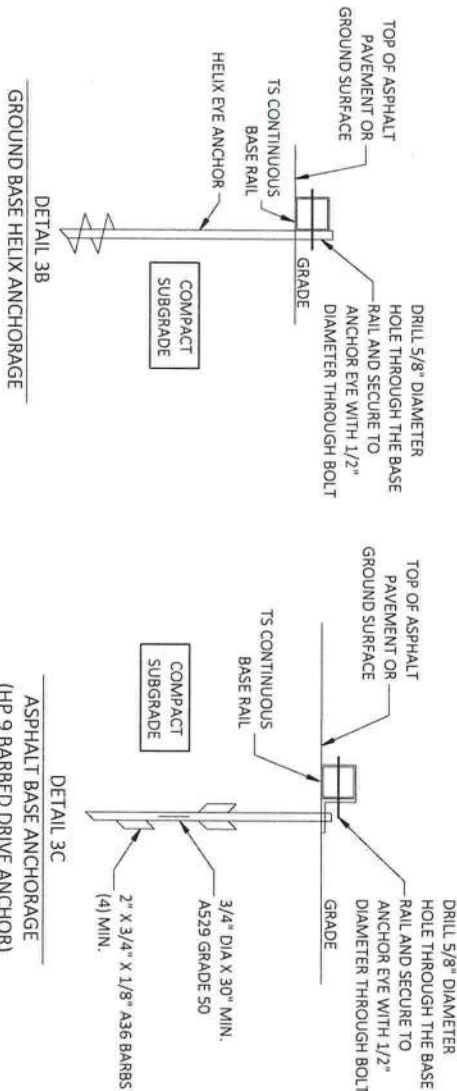 TOP OF ASPHALT
PAVEMENT OR
GROUND SURFACE
TS CONTINUOUS
BASE RAIL
HELIX EYE ANCHOR
DRILL 5/8" DIAMETER
HOLE THROUGH THE BASE
RAIL AND SECURE TO
ANCHOR EYE WITH 1/2"
DIAMETER THROUGH BOLT
GRADE
COMPACT
SUBGRADE
DETAIL 3B
GROUND BASE HELIX ANCHORAGE
TOP OF ASPHALT
PAVEMENT OR
GROUND SURFACE
TS CONTINUOUS
BASE RAIL
DRILL 5/8" DIAMETER
HOLE THROUGH THE BASE
RAIL AND SECURE TO
ANCHOR EYE WITH 1/2"
DIAMETER THROUGH BOLT
GRADE
COMPACT
SUBGRADE
3/4" DIA X 30" MIN.
A529 GRADE 50
2" X 3/4" X 1/8" A36 BARBS
(4) MIN.
DETAIL 3C
ASPHALT BASE ANCHORAGE
(HP 9 BARBED DRIVE ANCHOR)